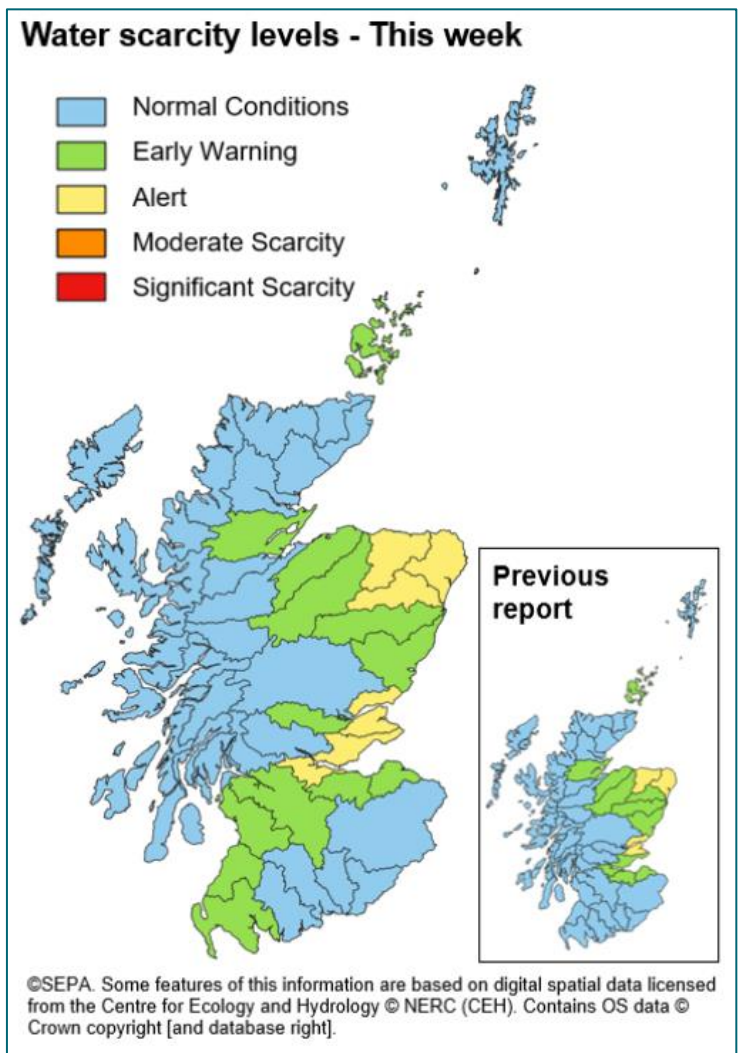 Water scarcity levels - This week
Normal Conditions
Early Warning
Alert
Moderate Scarcity
Significant Scarcity
Previous
report
©SEPA. Some features of this information are based on digital spatial data licensed
from the Centre for Ecology and Hydrology © NERC (CEH). Contains OS data ©
Crown copyright [and database right].